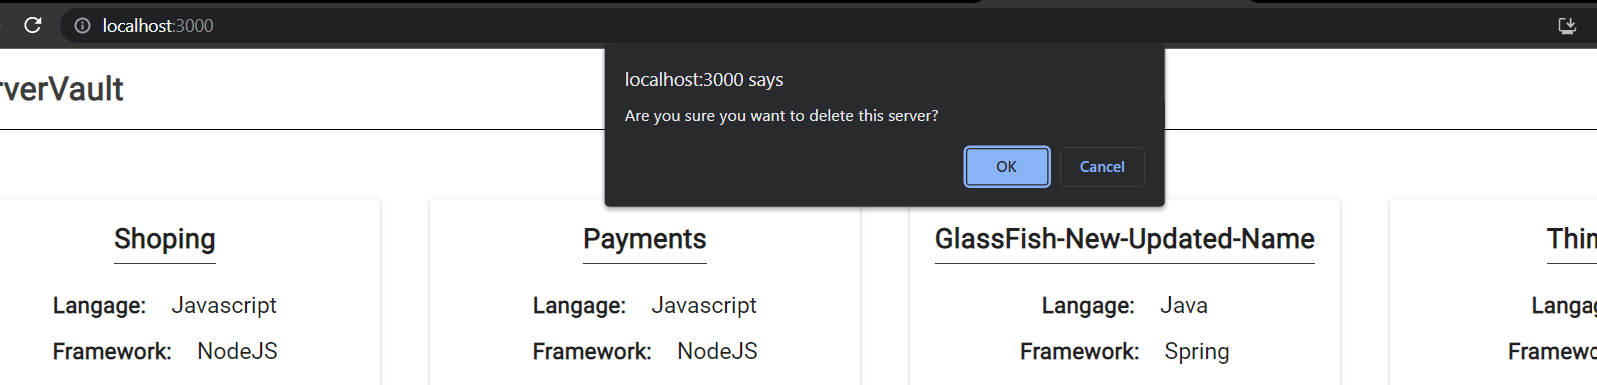 localhost:3000
localhost:3000 says
Are you sure you want to delete this server?
OK Cancel
rverVault
Shoping
Langage: Javascript
Framework: NodeJS
Payments
Langage: Javascript
Framework: NodeJS
GlassFish-New-Updated-Name
Langage: Java
Framework: Spring
Thin
Langag
Framewo